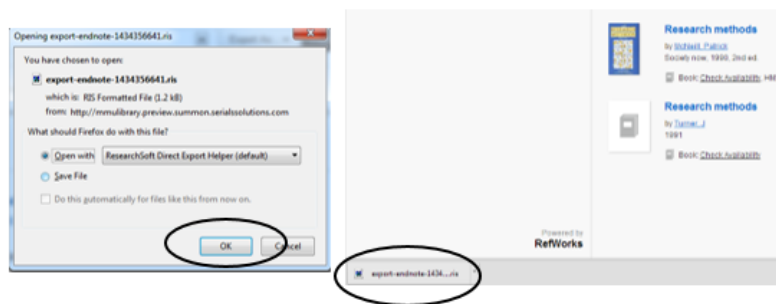 Opening export-endnote-1434356641.ris
You have chosen to open:
export-endnote-1434356641.ris
which is: RIS Formatted File (1.2 kB)
from: http://mmulibrary.preview.summon.serialssolutions.com
What should Firefox do with this file?
Open with ResearchSoft Direct Export Helper (default)
Save File
Do this automatically for files like this from now on.
OK Cancel
Research methods
by McNeill, Patrick
Society now, 1990, 2nd ed.
Book: Check Availability,
Research methods
by Turner, J
1991
Book: Check Availability
Powered by
RefWorks
export-endnote-1434....ris